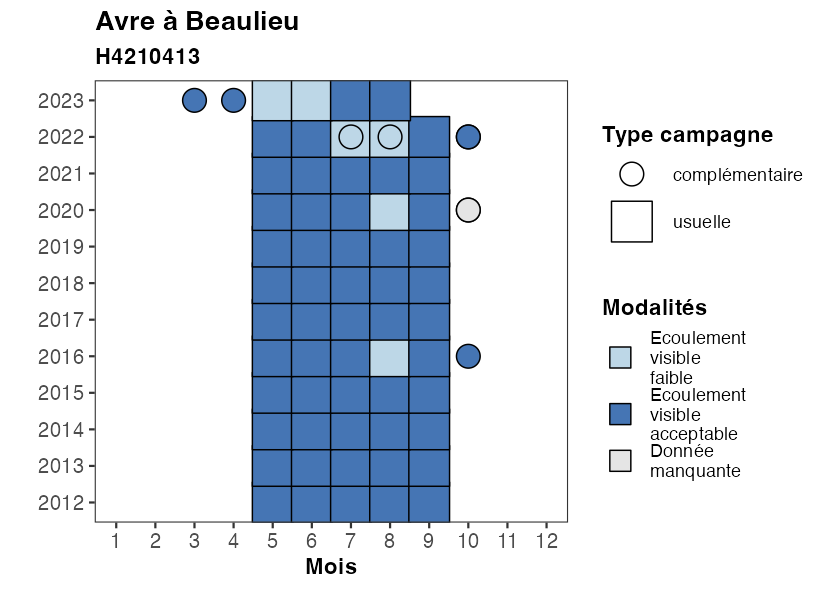 Avre à Beaulieu
H4210413
2023
2022
2021
2020
2019
2018
2017
2016
2015
2014
2013
2012
1 2 3 4 5 6 7 8 9 10 11 12
Mois
Type campagne
complémentaire
usuelle
Modalités
Ecoulement
visible
faible
Ecoulement
visible
acceptable
Donnée
manquante